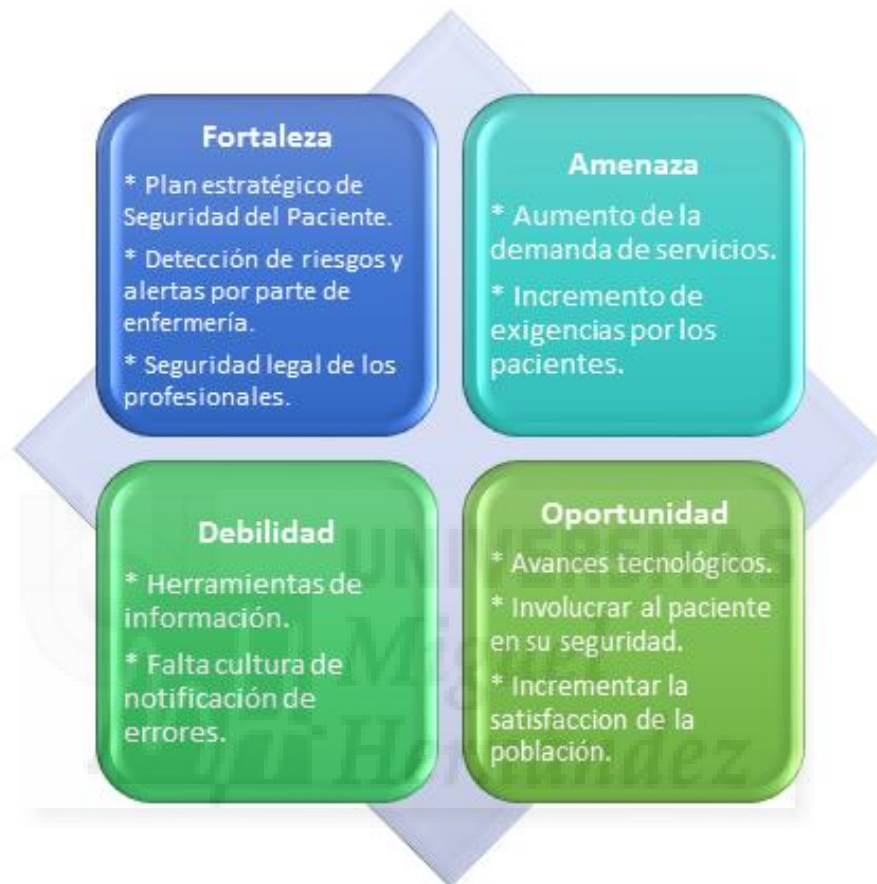 Fortaleza
* Plan estratégico de
Seguridad del Paciente.
* Detección de riesgos y
alertas por parte de
enfermería.
* Seguridad legal de los
profesionales.
Amenaza
* Aumento de la
demanda de servicios.
* Incremento de
exigencias por los
pacientes.
Debilidad
* Herramientas de
información.
* Falta cultura de
notificación de
errores.
Oportunidad
* Avances tecnológicos.
* Involucrar al paciente
en su seguridad.
* Incrementar la
satisfaccion de la
población.
UNIVERSITAS
Miguel
Hernández